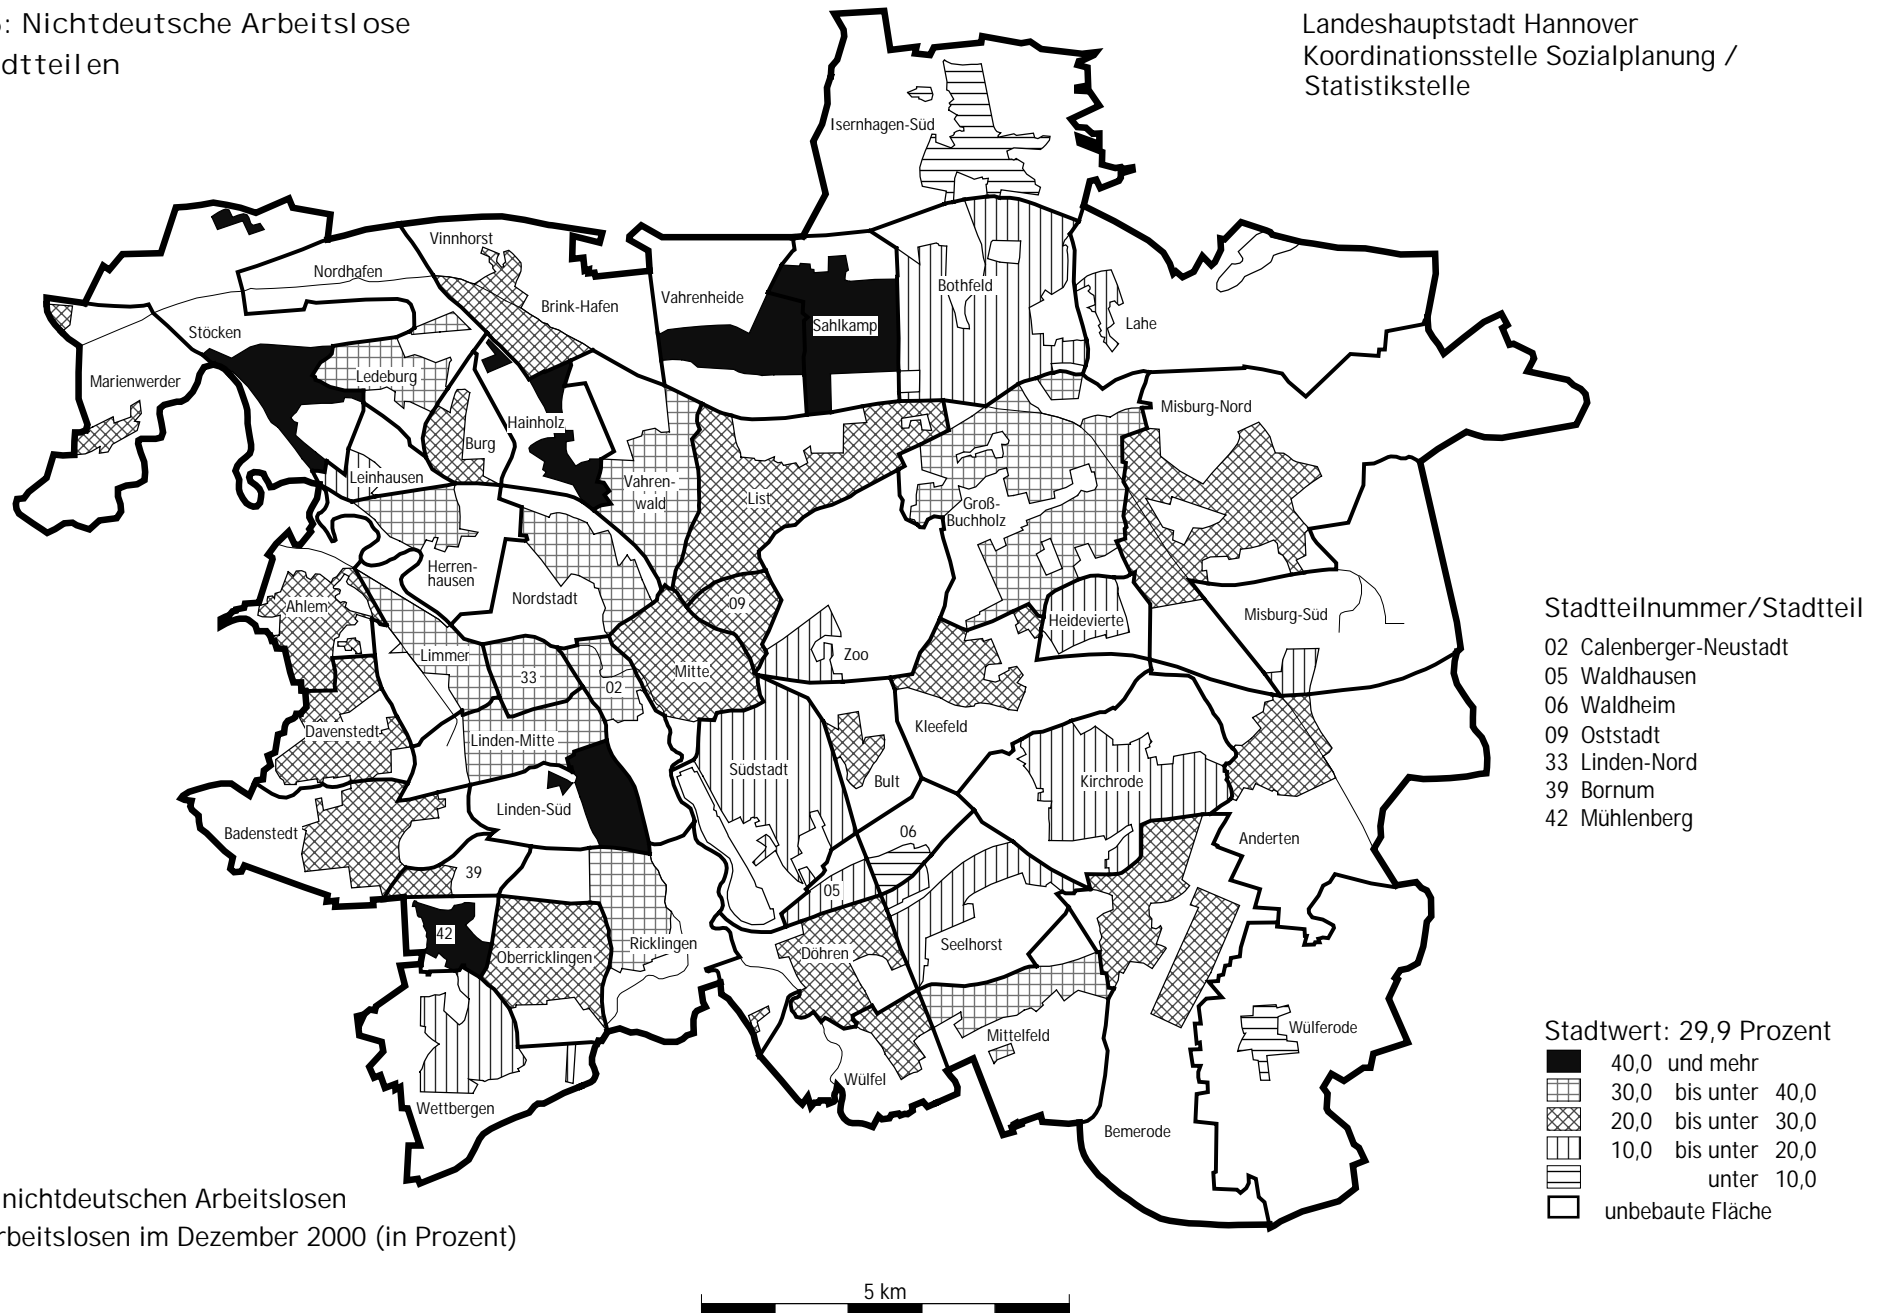 : Nichtdeutsche Arbeitslose
dtteilen
Landeshauptstadt Hannover
Koordinationsstelle Sozialplanung /
Statistikstelle
Isernhagen-Süd
Vinnhorst
Nordhafen
Brink-Hafen
Vahrenheide
Bothfeld
Sahlkamp
Lahe
Stöcken
Marienwerder
Ledeburg
Hainholz
Burg
Misburg-Nord
Leinhausen
Vahren-
wald
List
Groß-
Buchholz
Herren-
hausen
Nordstadt
Ahlem
09
Heidevierte
Misburg-Süd
Limmer
Zoo
33
02
Mitte
Davenstedt
Linden-Mitte
Kleefeld
Südstadt
Bult
Kirchrode
Linden-Süd
Badenstedt
06
Anderten
39
05
42
Oberricklingen
Ricklingen
Döhren
Seelhorst
Mittelfeld
Wülferode
Wülfel
Wettbergen
Bemerode
Stadtteilnummer/Stadtteil
02 Calenberger-Neustadt
05 Waldhausen
06 Waldheim
09 Oststadt
33 Linden-Nord
39 Bornum
42 Mühlenberg
Stadtwert: 29,9 Prozent
40,0 und mehr
30,0 bis unter 40,0
20,0 bis unter 30,0
10,0 bis unter 20,0
unter 10,0
unbebaute Fläche
nichtdeutschen Arbeitslosen
rbeitslosen im Dezember 2000 (in Prozent)
5 km